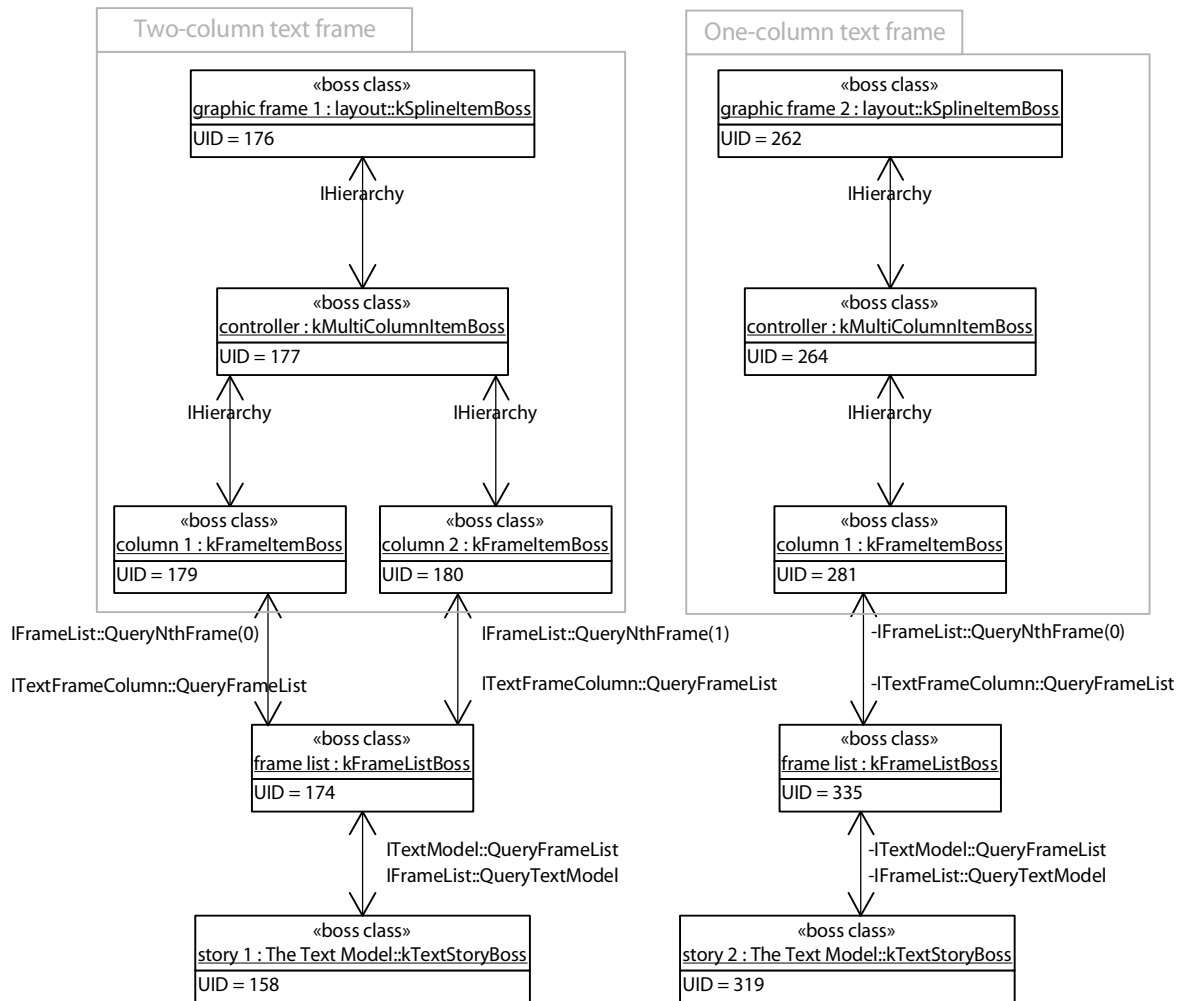 Two-column text frame
One-column text frame
«boss class»
graphic frame 1 : layout::kSplineItemBoss
UID = 176
«boss class»
graphic frame 2 : layout::kSplineItemBoss
UID = 262
IHierarchy
IHierarchy
«boss class»
controller : kMultiColumnItemBoss
UID = 177
«boss class»
controller : kMultiColumnItemBoss
UID = 264
IHierarchy
IHierarchy
IHierarchy
«boss class»
column 1 : kFrameItemBoss
UID = 179
«boss class»
column 2 : kFrameItemBoss
UID = 180
«boss class»
column 1 : kFrameItemBoss
UID = 281
IFrameList::QueryNthFrame(0)
IFrameList::QueryNthFrame(1)
-IFrameList::QueryNthFrame(0)
ITextFrameColumn::QueryFrameList
ITextFrameColumn::QueryFrameList
-ITextFrameColumn::QueryFrameList
«boss class»
frame list : kFrameListBoss
UID = 174
«boss class»
frame list : kFrameListBoss
UID = 335
ITextModel::QueryFrameList
IFrameList::QueryTextModel
-ITextModel::QueryFrameList
-IFrameList::QueryTextModel
«boss class»
story 1 : The Text Model::kTextStoryBoss
UID = 158
«boss class»
story 2 : The Text Model::kTextStoryBoss
UID = 319